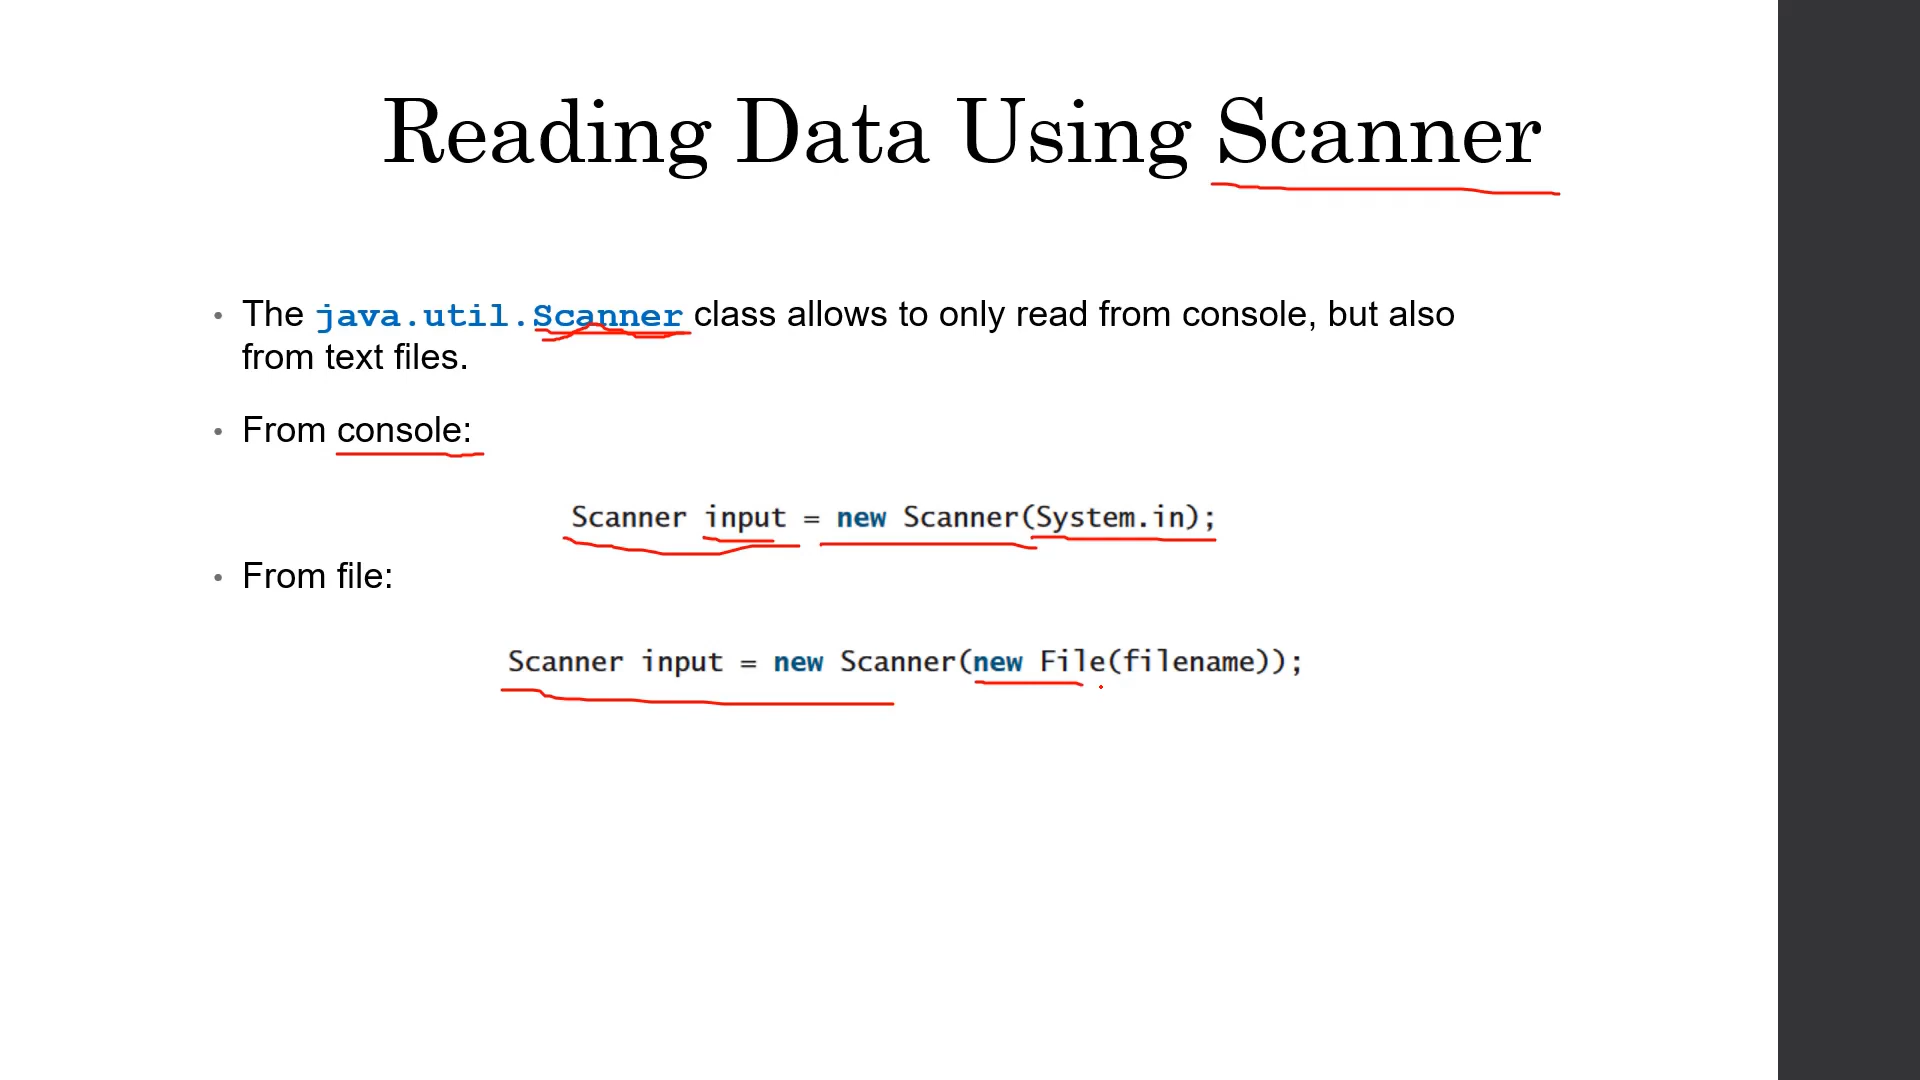 Reading Data Using Scanner
• The java.util.Scanner class allows to only read from console, but also
from text files.
• From console:
Scanner input = new Scanner(System.in);
• From file:
Scanner input = new Scanner(new File(filename));